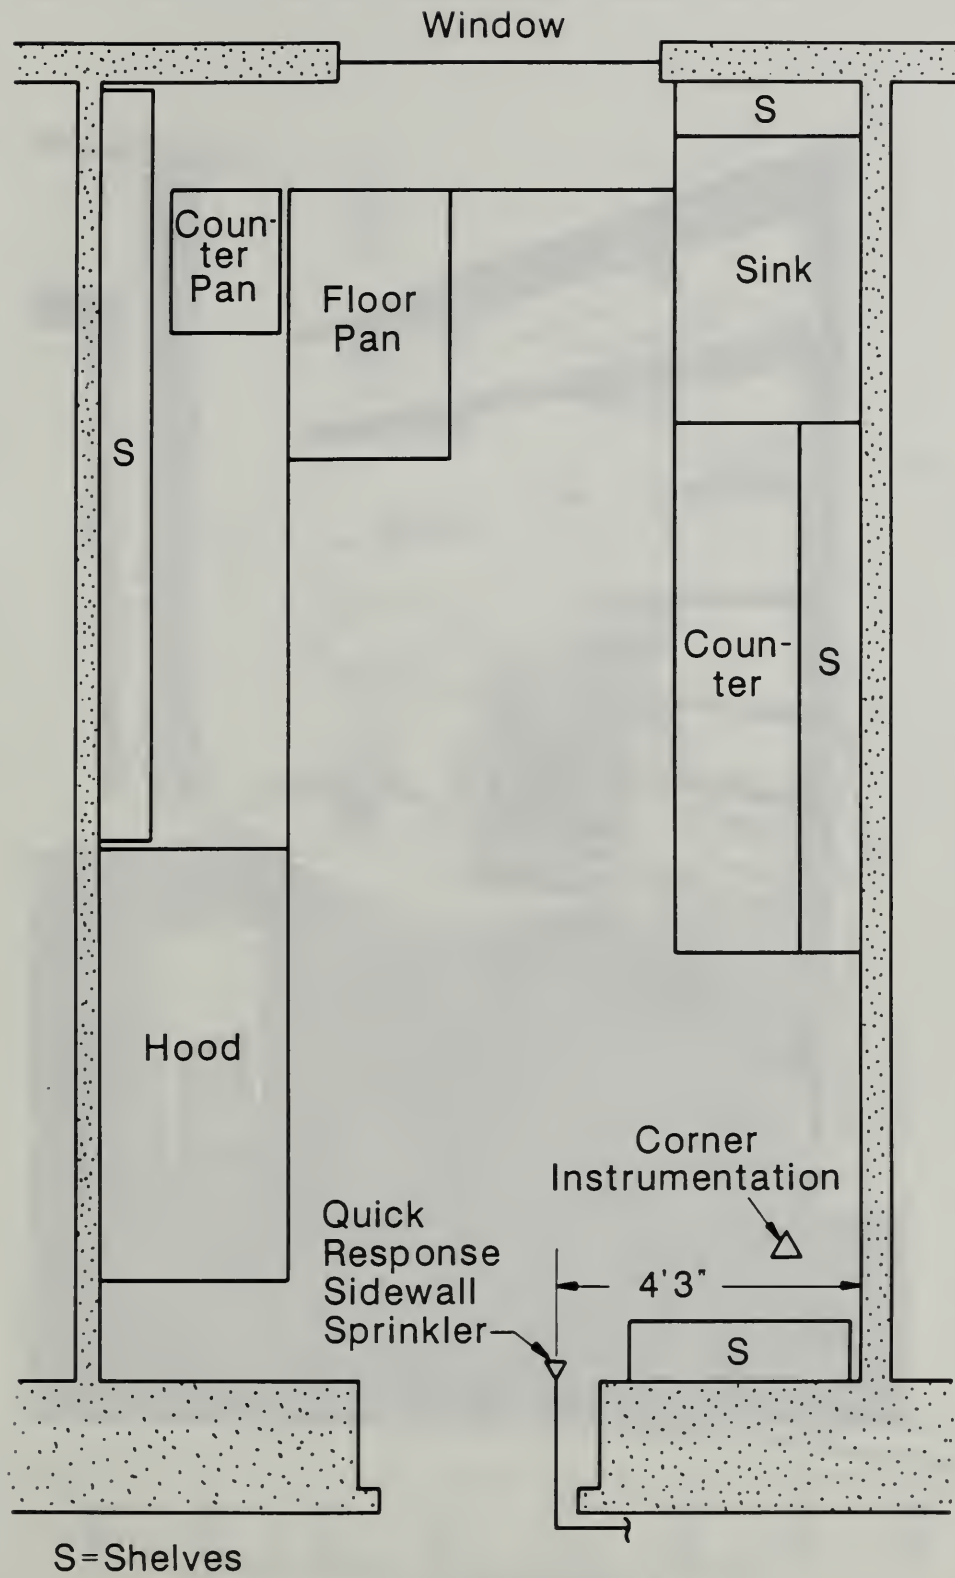 Window
S
Coun-
ter
Pan
Floor
Pan
Sink
S
Coun-
ter
S
Hood
Corner
Instrumentation
Quick
Response
Sidewall
Sprinkler
4'3"
S
S=Shelves